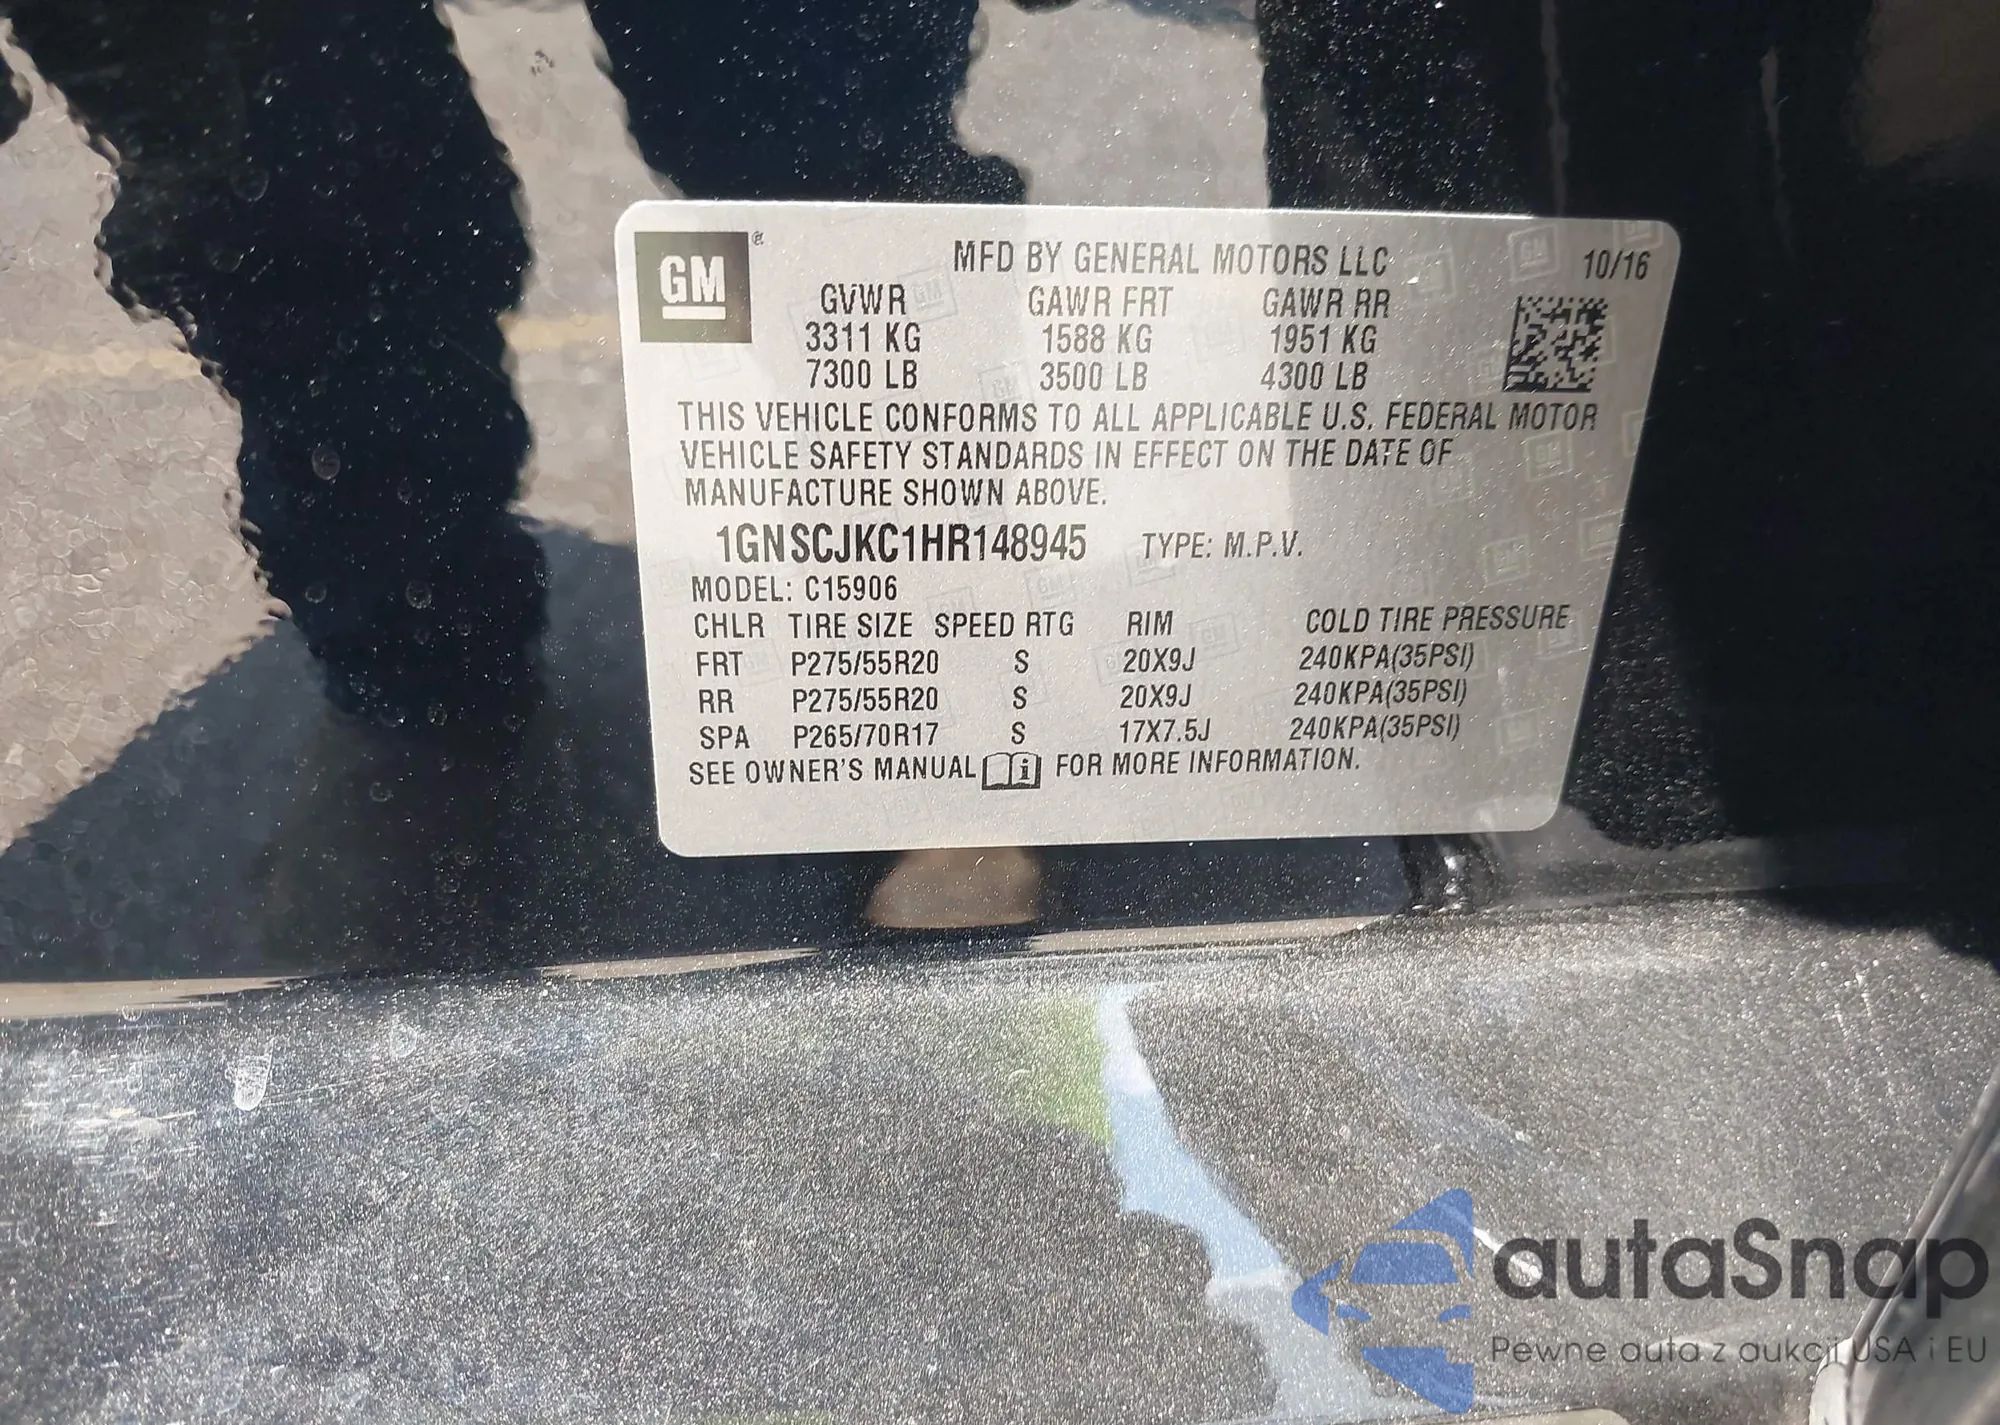 GM
MFD BY GENERAL MOTORS LLC 10/16
GVWR GAWR FRT GAWR RR
3311 KG 1588 KG 1951 KG
7300 LB 3500 LB 4300 LB
THIS VEHICLE CONFORMS TO ALL APPLICABLE U.S. FEDERAL MOTOR
VEHICLE SAFETY STANDARDS IN EFFECT ON THE DATE OF
MANUFACTURE SHOWN ABOVE.
1GNSCJKC1HR148945 TYPE: M.P.V.
MODEL: C15906
CHLR TIRE SIZE SPEED RTG RIM COLD TIRE PRESSURE
FRT P275/55R20 S 20X9J 240KPA(35PSI)
RR P275/55R20 S 20X9J 240KPA(35PSI)
SPA P265/70R17 S 17X7.5J 240KPA(35PSI)
SEE OWNER'S MANUAL FOR MORE INFORMATION.
autaSnap
Pewne auta z aukcji USA i EU